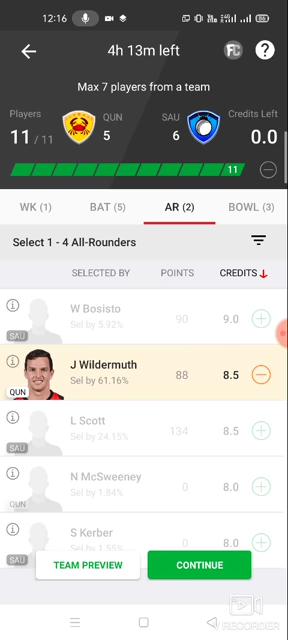 12:16
4h 13m left
FC
?
Max 7 players from a team
Players
QUN
SAU
Credits Left
11 / 11
5
6
0.0
11
WK (1) BAT (5) AR (2) BOWL (3)
Select 1 - 4 All-Rounders
SELECTED BY POINTS CREDITS
W Bosisto
Sel by 5.92%
90 9.0
SAU
J Wildermuth
Sel by 61.16%
88 8.5
QUN
L Scott
Sel by 24.15%
134 8.5
SAU
N McSweeney
Sel by 1.84%
0 8.0
QUN
S Kerber
Sel by 1.55%
0 8.0
SAU
TEAM PREVIEW
CONTINUE
RECORDER